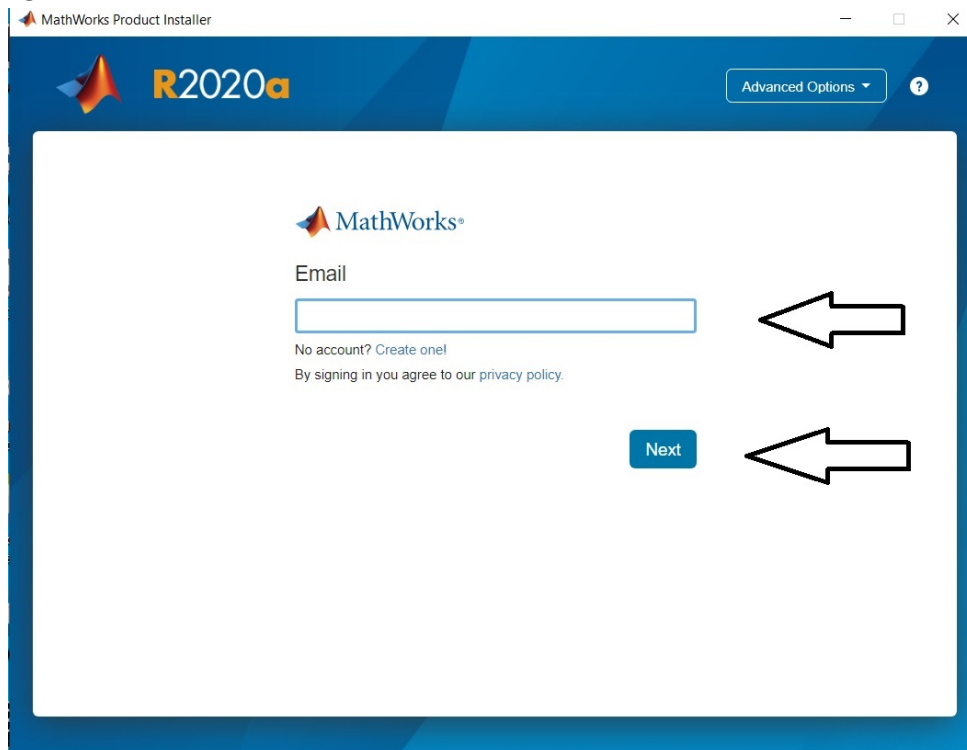 MathWorks Product Installer
R2020a
Advanced Options
?
MathWorks®
Email
No account? Create one!
By signing in you agree to our privacy policy.
Next